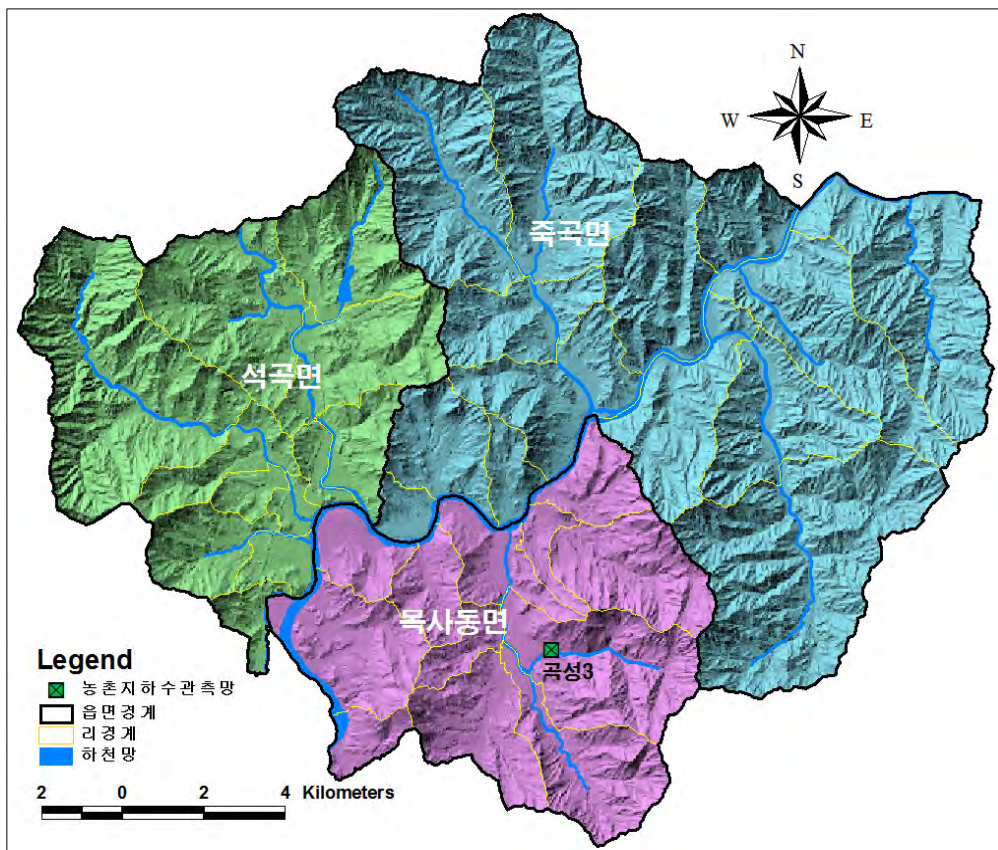 N
W E
S
죽곡면
석곡면
목사동면
곡성3
Legend
농촌지하수관측망
읍면경계
리경계
하천망
2 0 2 4 Kilometers